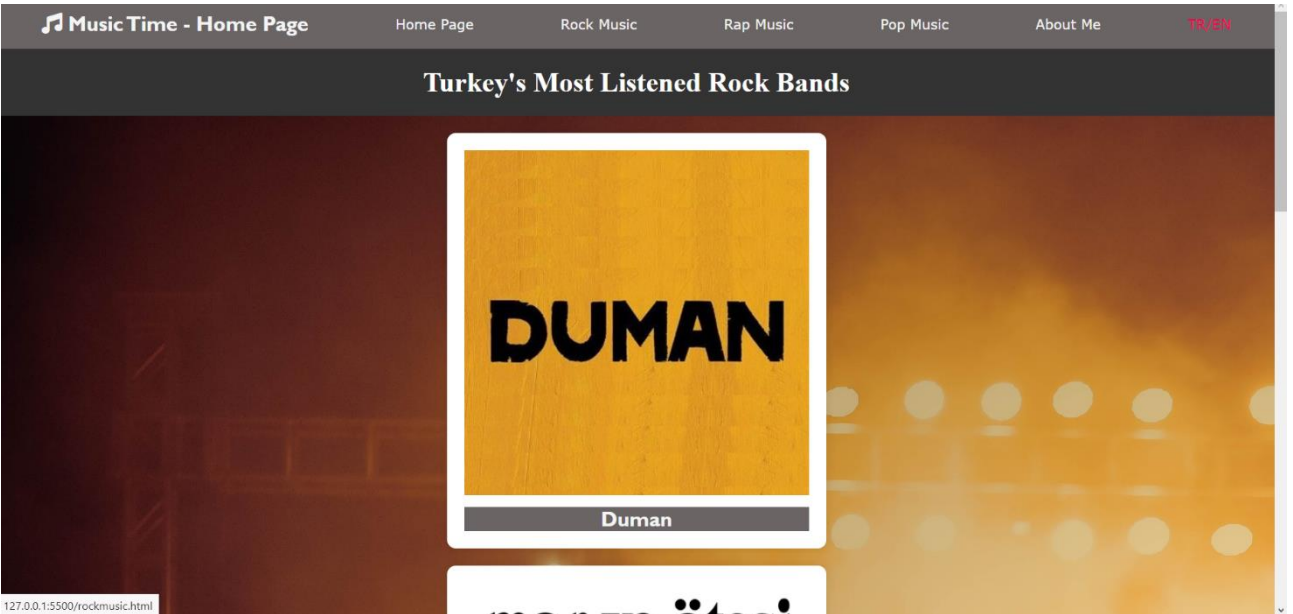 Music Time - Home Page Home Page Rock Music Rap Music Pop Music About Me TR/EN
Turkey's Most Listened Rock Bands
DUMAN
Duman
127.0.0.1:5500/rockmusic.html